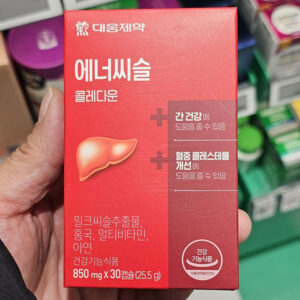 대웅제약
에너씨슬
콜레다운
+ 간 건강에
도움을 줄 수 있음
+ 혈중 콜레스테롤
개선에
도움을 줄 수 있음
밀크씨슬추출물,
홍국, 멀티비타민,
아연
건강기능식품
850 mg x 30캡슐 (25.5 g)
건강
기능식품